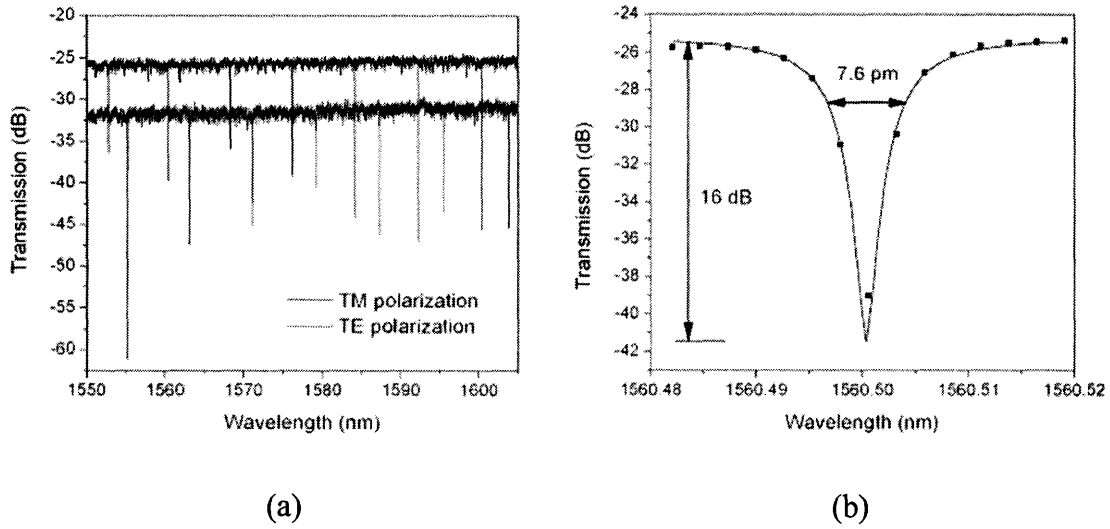 -20
-25
-30
-35
-40
-45
-50
-55
-60
Transmission (dB)
TM polarization
TE polarization
1550 1560 1570 1580 1590 1600
Wavelength (nm)
(a)
-24
-26
-28
-30
-32
-34
-36
-38
-40
-42
Transmission (dB)
7.6 pm
16 dB
1560.48 1560.49 1560.50 1560.51 1560.52
Wavelength (nm)
(b)